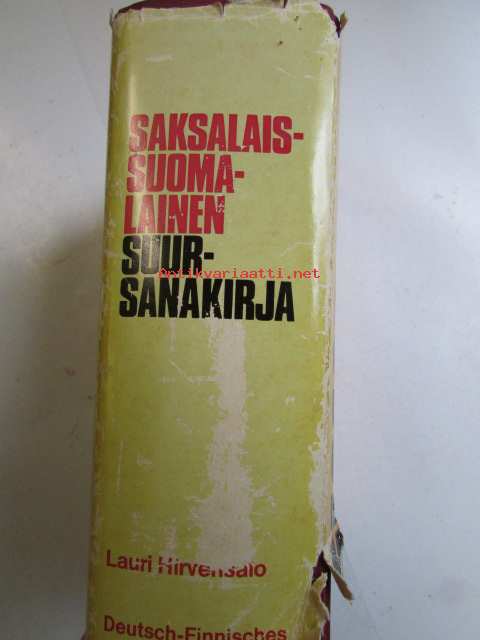 SAKSALAIS-
SUOMA-
LAINEN
SUUR-
Antikvariaatti.net
SANAKIRJA
Lauri Hirvensalo
Deutsch-Finnisches